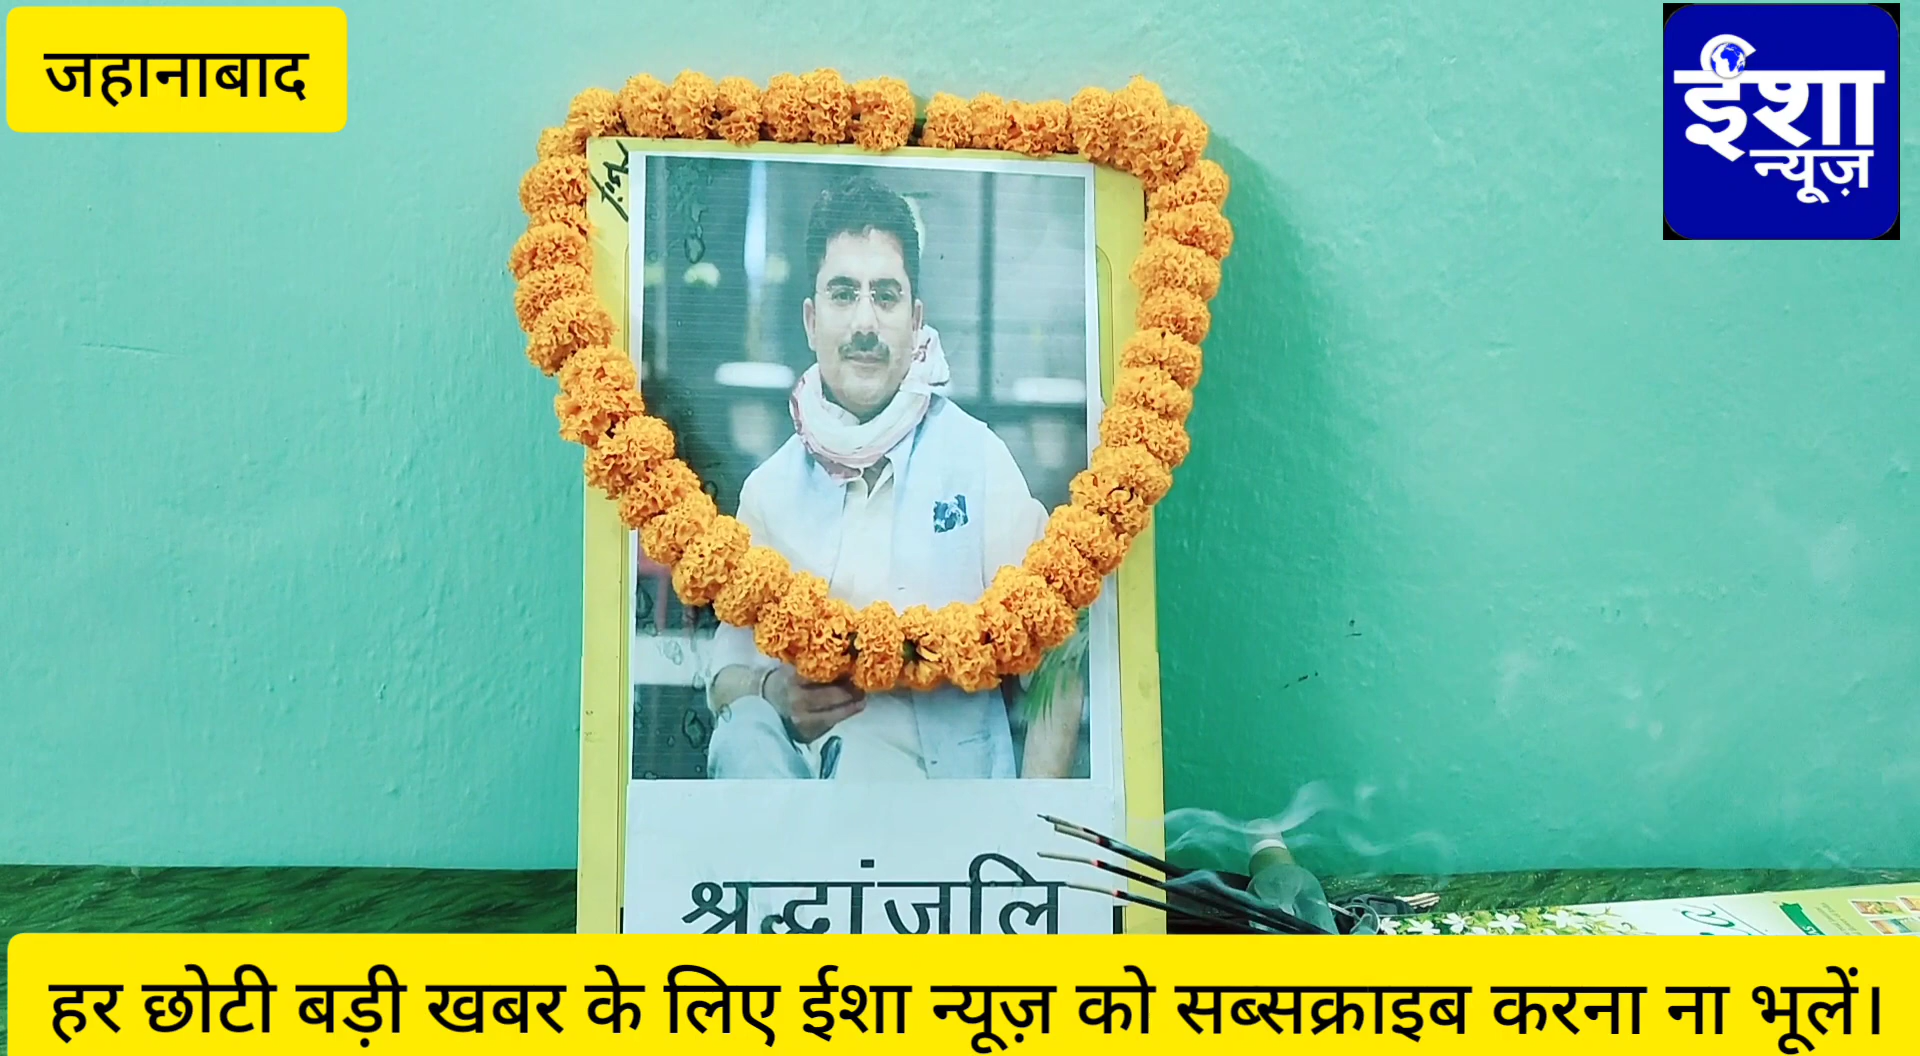 जहानाबाद
ईशा
न्यूज़
श्रद्धांजलि
हर छोटी बड़ी खबर के लिए ईशा न्यूज़ को सब्सक्राइब करना ना भूलें।